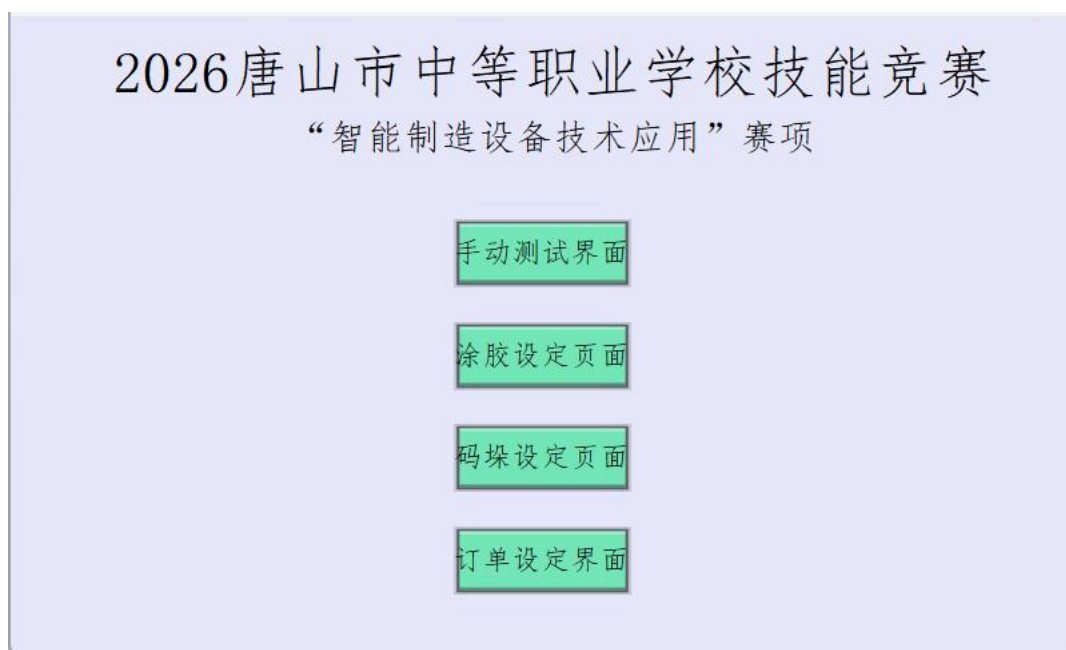 2026唐山市中等职业学校技能竞赛
“智能制造设备技术应用”赛项
手动测试界面
涂胶设定页面
码垛设定页面
订单设定界面